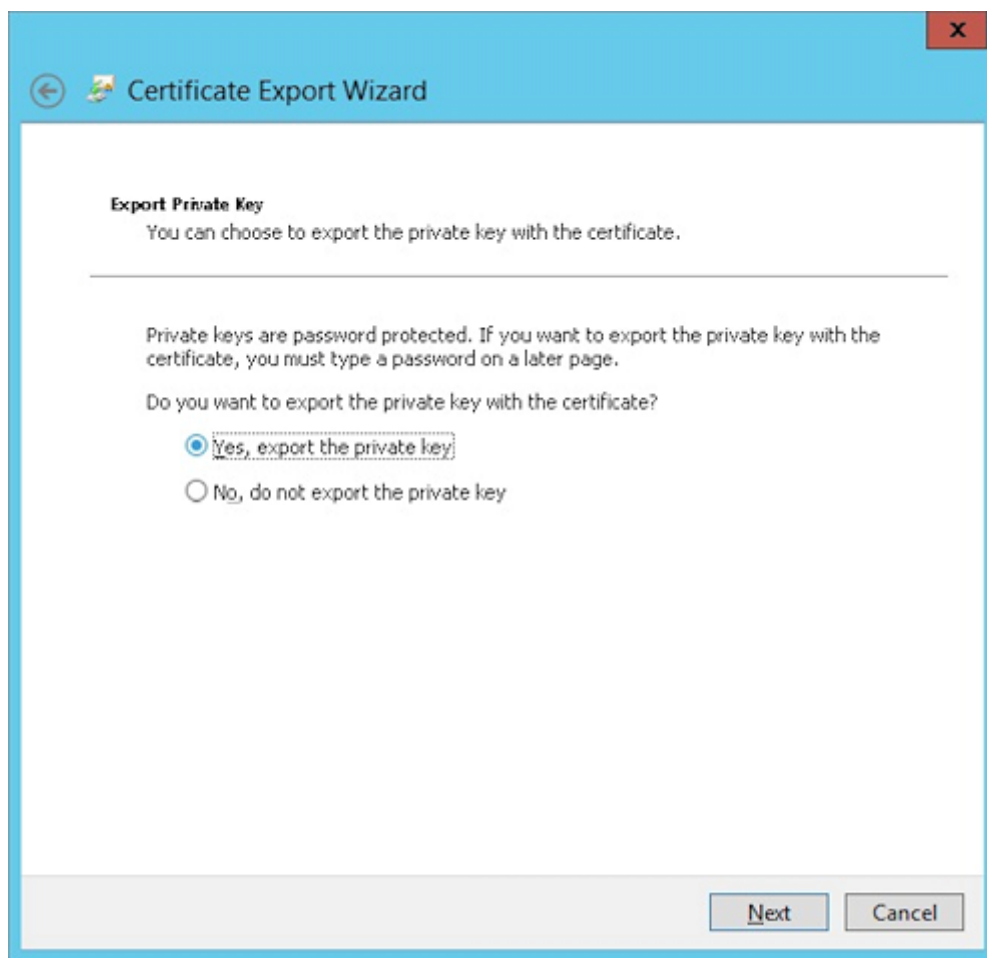 Certificate Export Wizard
Export Private Key
You can choose to export the private key with the certificate.
Private keys are password protected. If you want to export the private key with the
certificate, you must type a password on a later page.
Do you want to export the private key with the certificate?
Yes, export the private key
No, do not export the private key
Next
Cancel